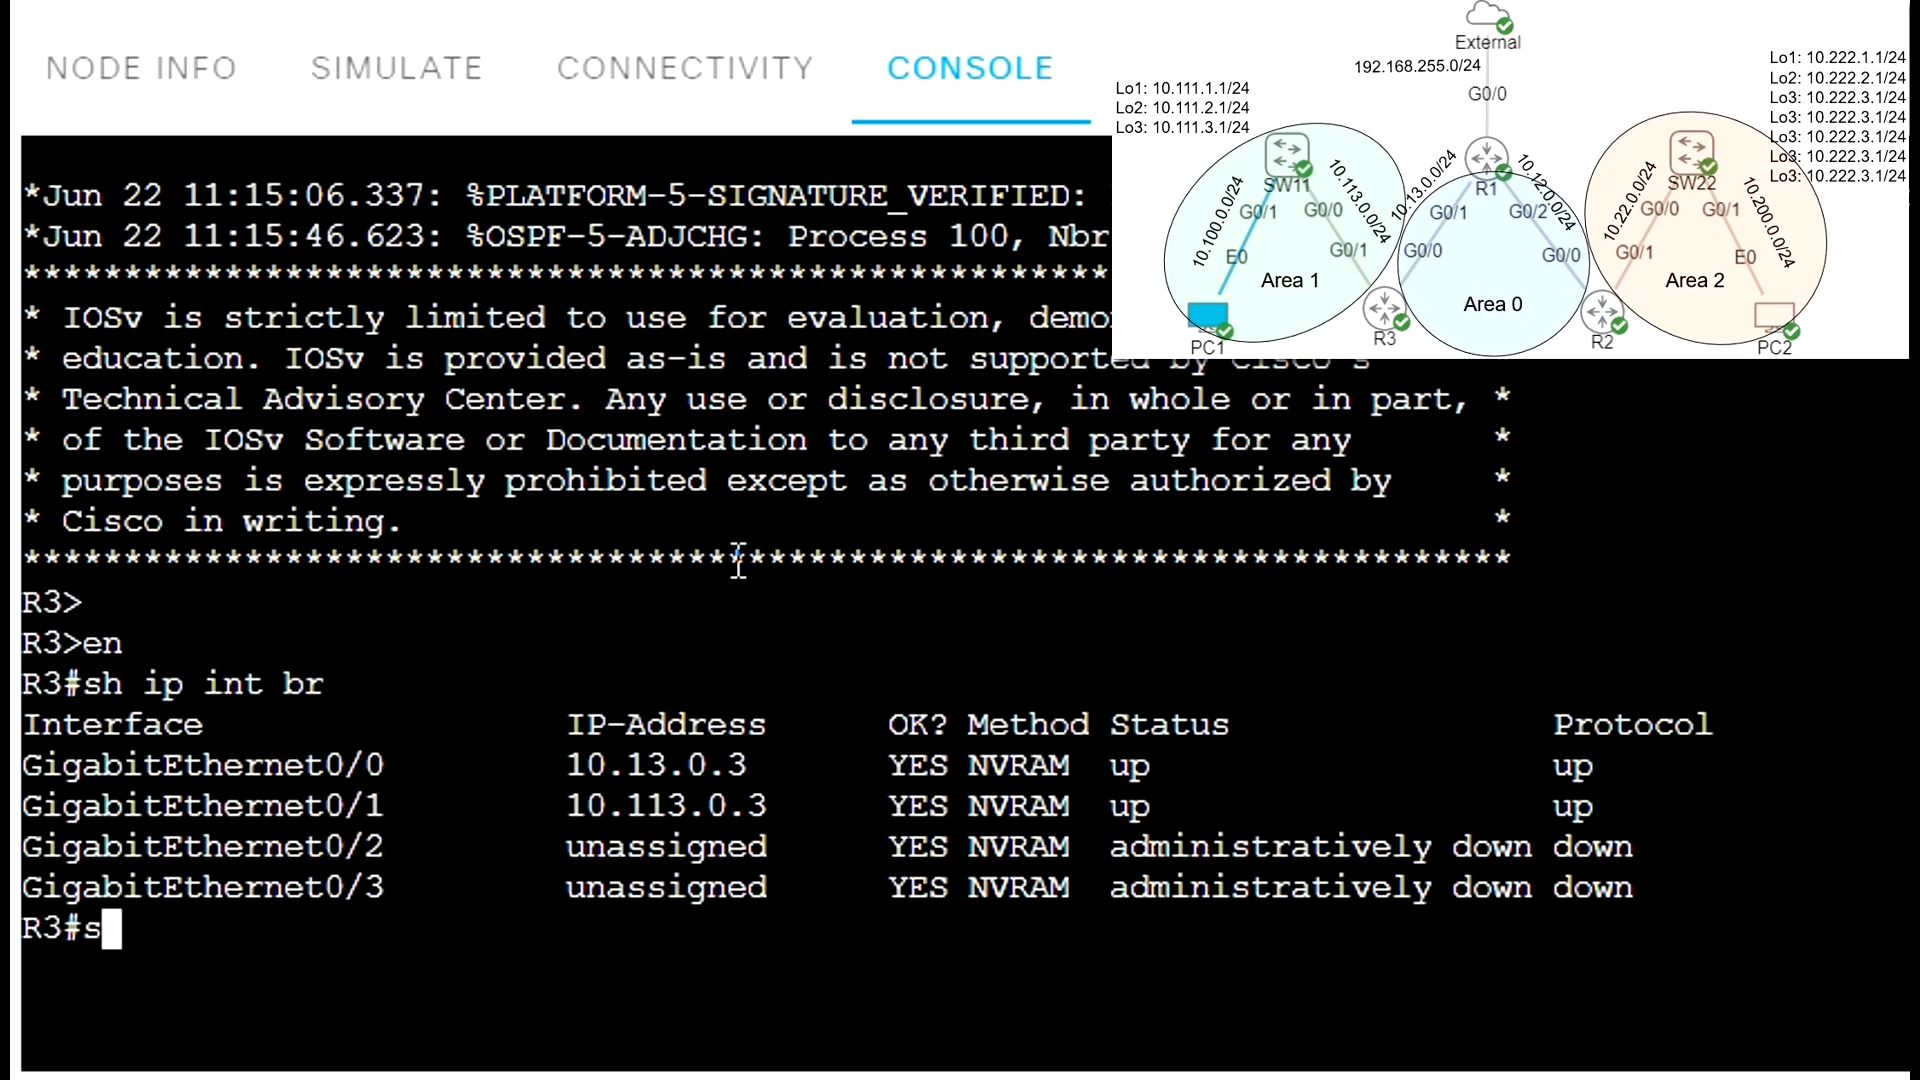 NODE INFO
SIMULATE
CONNECTIVITY
CONSOLE
*Jun 22 11:15:06.337: %PLATFORM-5-SIGNATURE_VERIFIED:
*Jun 22 11:15:46.623: %OSPF-5-ADJCHG: Process 100, Nbr
* IOSv is strictly limited to use for evaluation, demo
* education. IOSv is provided as-is and is not supported by Cisco's
* Technical Advisory Center. Any use or disclosure, in whole or in part, *
* of the IOSv Software or Documentation to any third party for any *
* purposes is expressly prohibited except as otherwise authorized by *
* Cisco in writing. *
R3>
R3>en
R3#sh ip int br
Interface IP-Address OK? Method Status Protocol
GigabitEthernet0/0 10.13.0.3 YES NVRAM up up
GigabitEthernet0/1 10.113.0.3 YES NVRAM up up
GigabitEthernet0/2 unassigned YES NVRAM administratively down down
GigabitEthernet0/3 unassigned YES NVRAM administratively down down
R3#s
External
192.168.255.0/24
G0/0
Lo1: 10.111.1.1/24
Lo2: 10.111.2.1/24
Lo3: 10.111.3.1/24
Lo1: 10.222.1.1/24
Lo2: 10.222.2.1/24
Lo3: 10.222.3.1/24
Lo3: 10.222.3.1/24
Lo3: 10.222.3.1/24
Lo3: 10.222.3.1/24
Lo3: 10.222.3.1/24
SW11
10.100.0.0/24
G0/1
G0/0
10.113.0.0/24
E0
G0/1
Area 1
PC1
R3
10.13.0.0/24
R1
10.12.0.0/24
G0/1
G0/2
G0/0
G0/0
Area 0
R2
SW22
10.22.0.0/24
G0/0
G0/1
10.200.0.0/24
G0/1
E0
Area 2
PC2